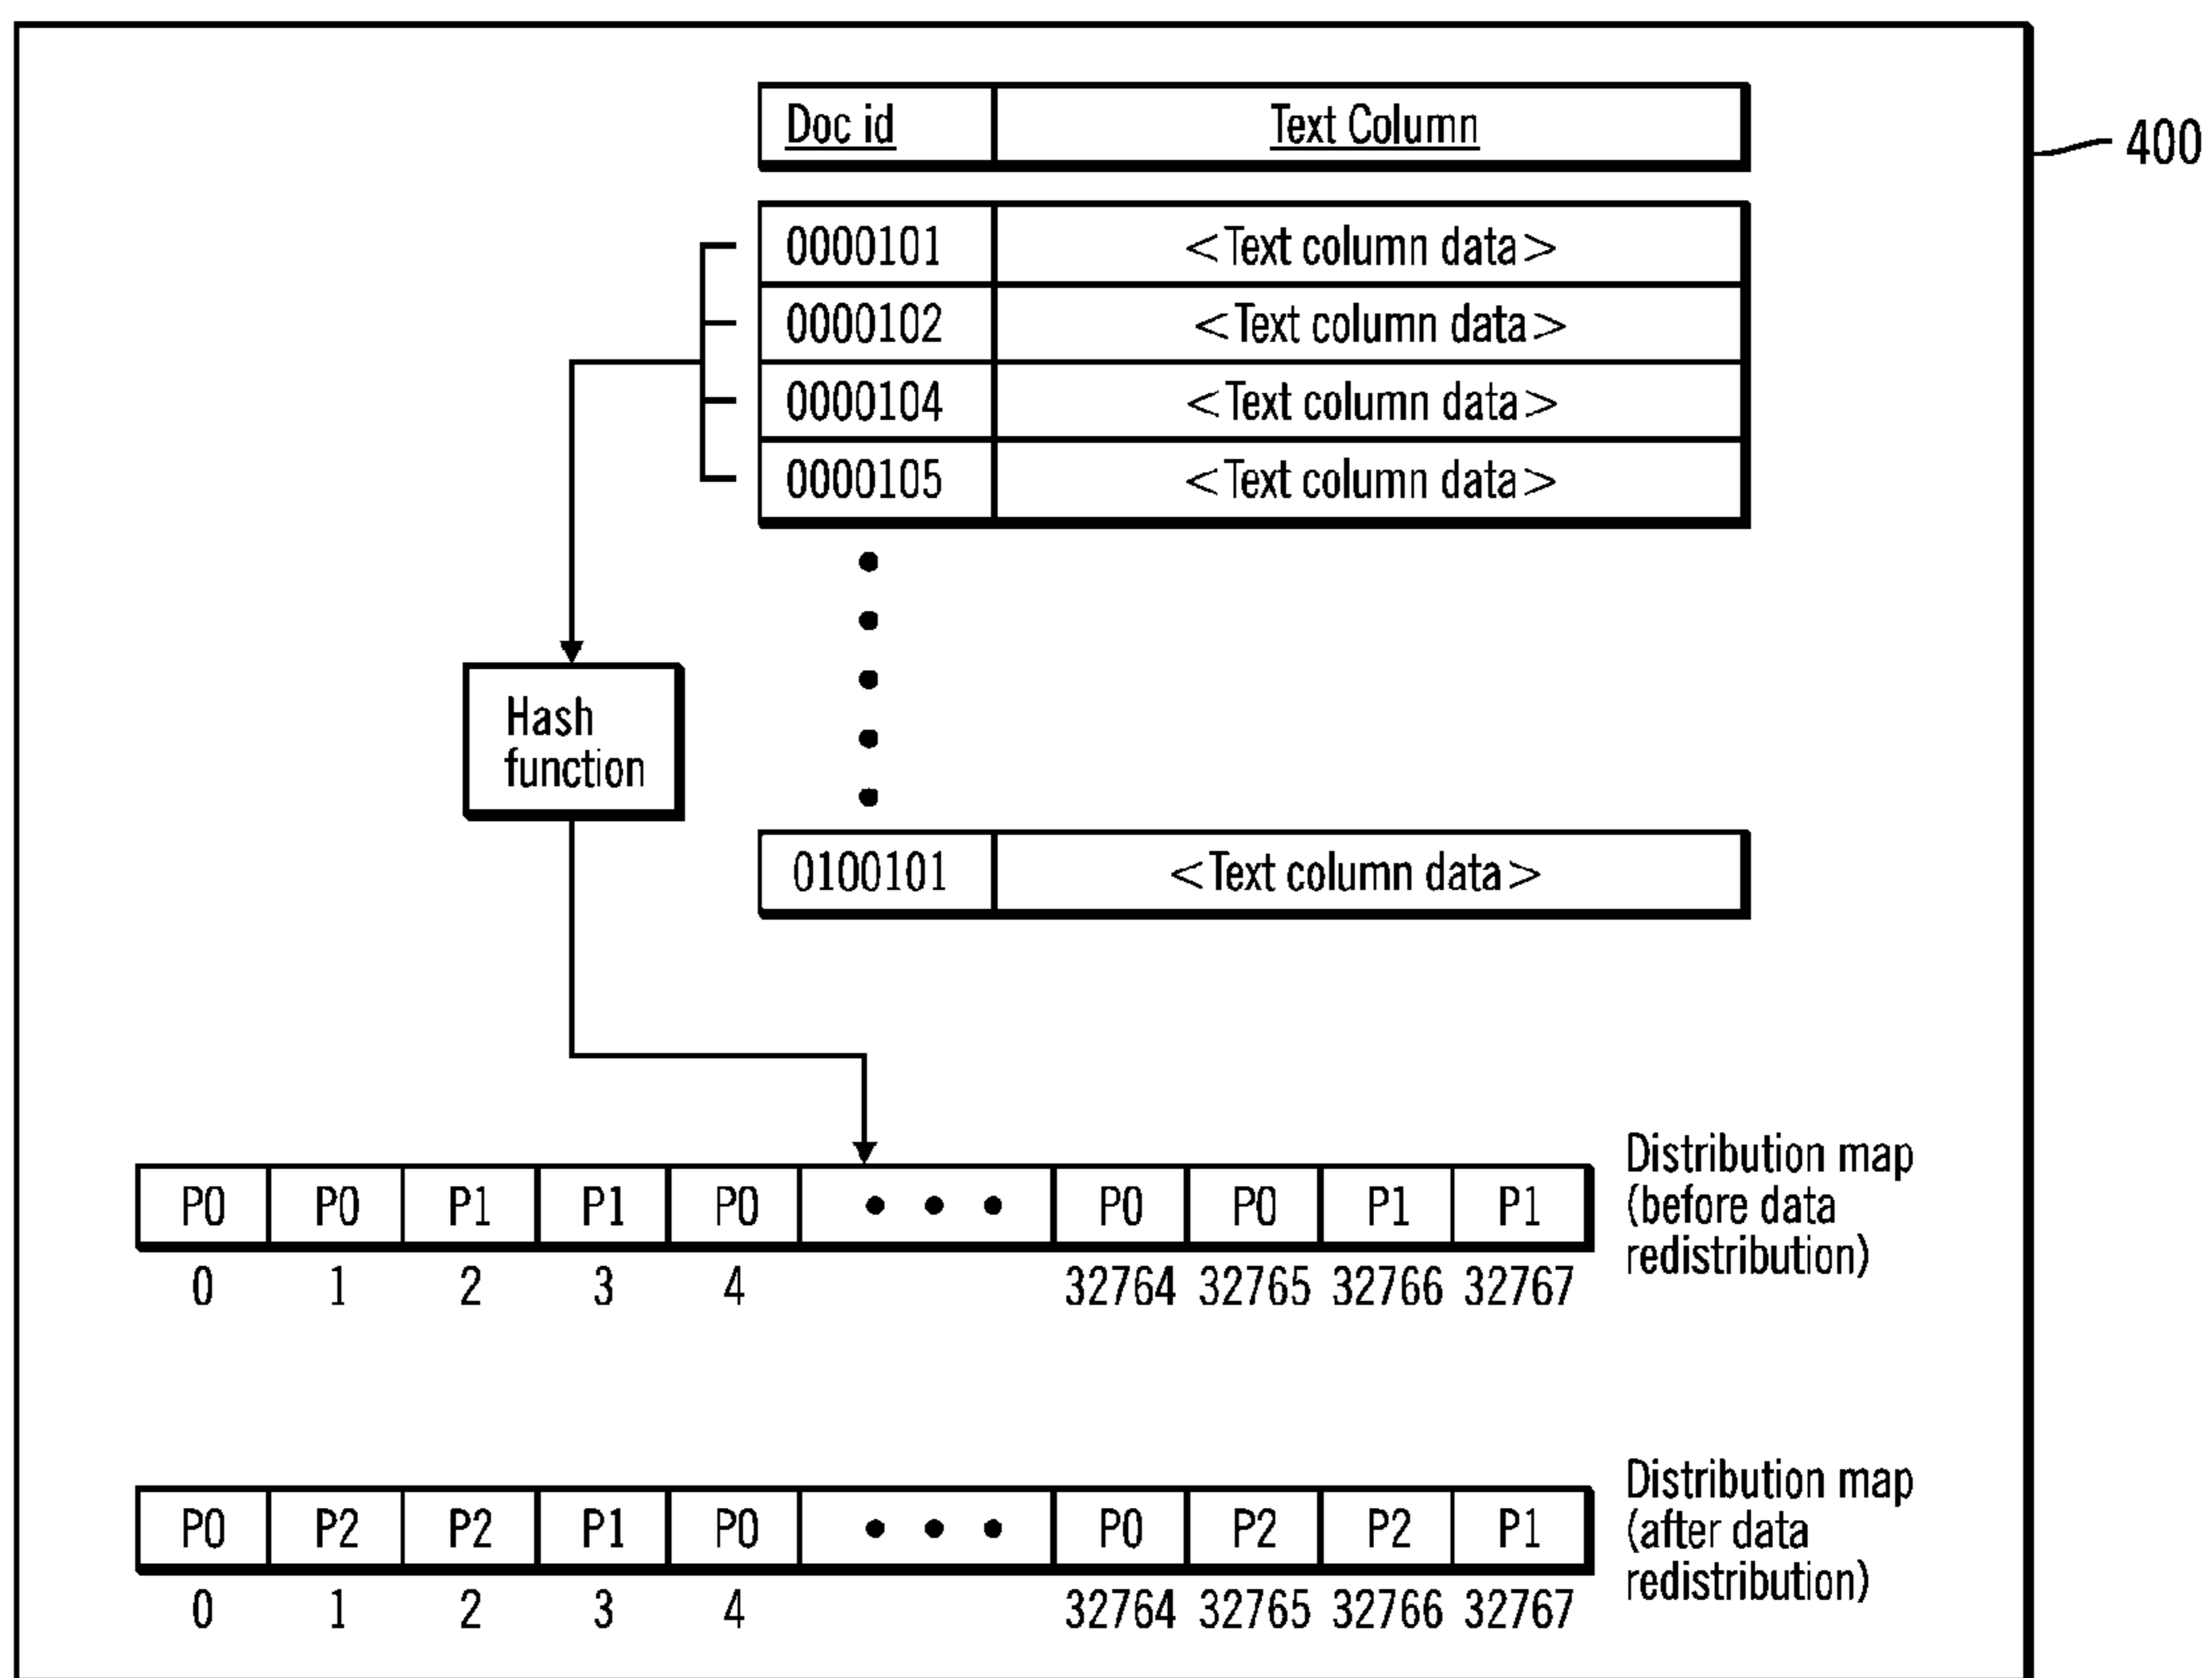 Doc id Text Column
400
0000101 <Text column data>
0000102 <Text column data>
0000104 <Text column data>
0000105 <Text column data>
Hash
function
0100101 <Text column data>
P0 P0 P1 P1 P0 P0 P0 P1 P1
0 1 2 3 4 32764 32765 32766 32767
Distribution map
(before data
redistribution)
P0 P2 P2 P1 P0 P0 P2 P2 P1
0 1 2 3 4 32764 32765 32766 32767
Distribution map
(after data
redistribution)